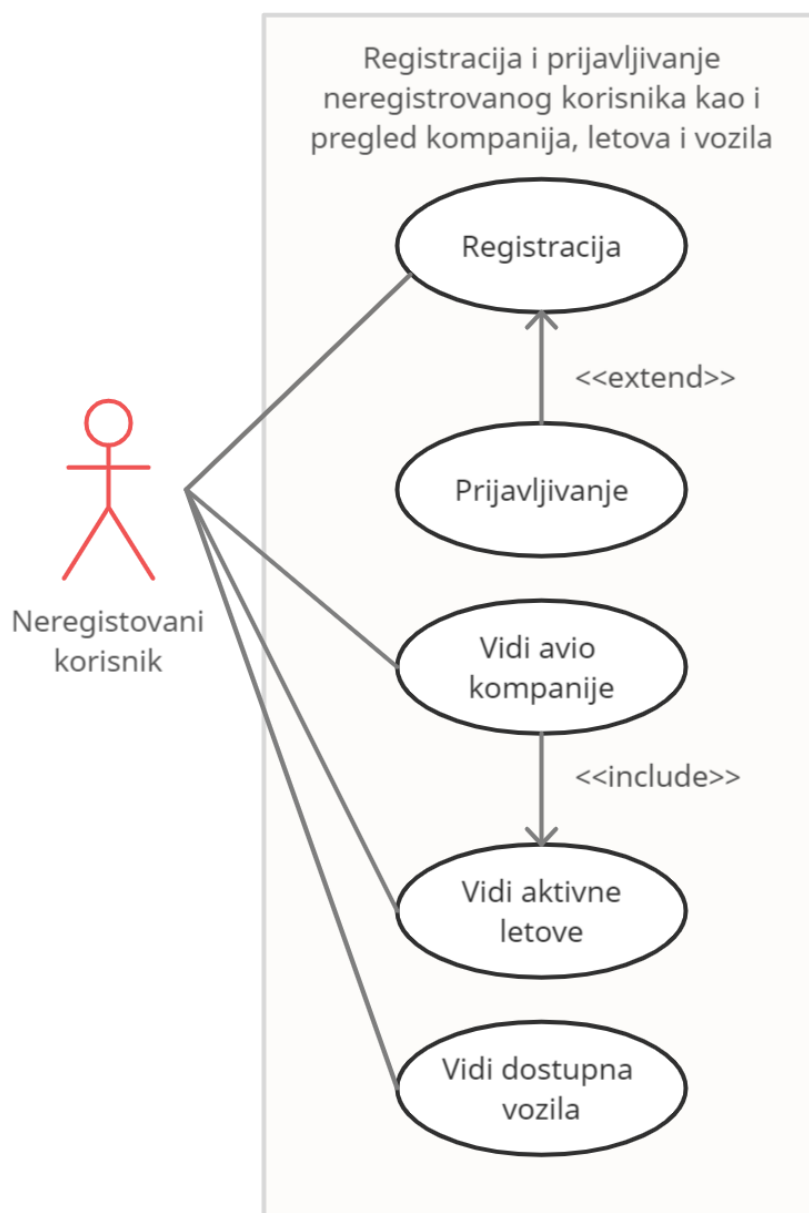 Registracija i prijavljivanje
neregistrovanog korisnika kao i
pregled kompanija, letova i vozila
Registracija
<<extend>>
Prijavljivanje
Neregistovani
korisnik
Vidi avio
kompanije
<<include>>
Vidi aktivne
letove
Vidi dostupna
vozila